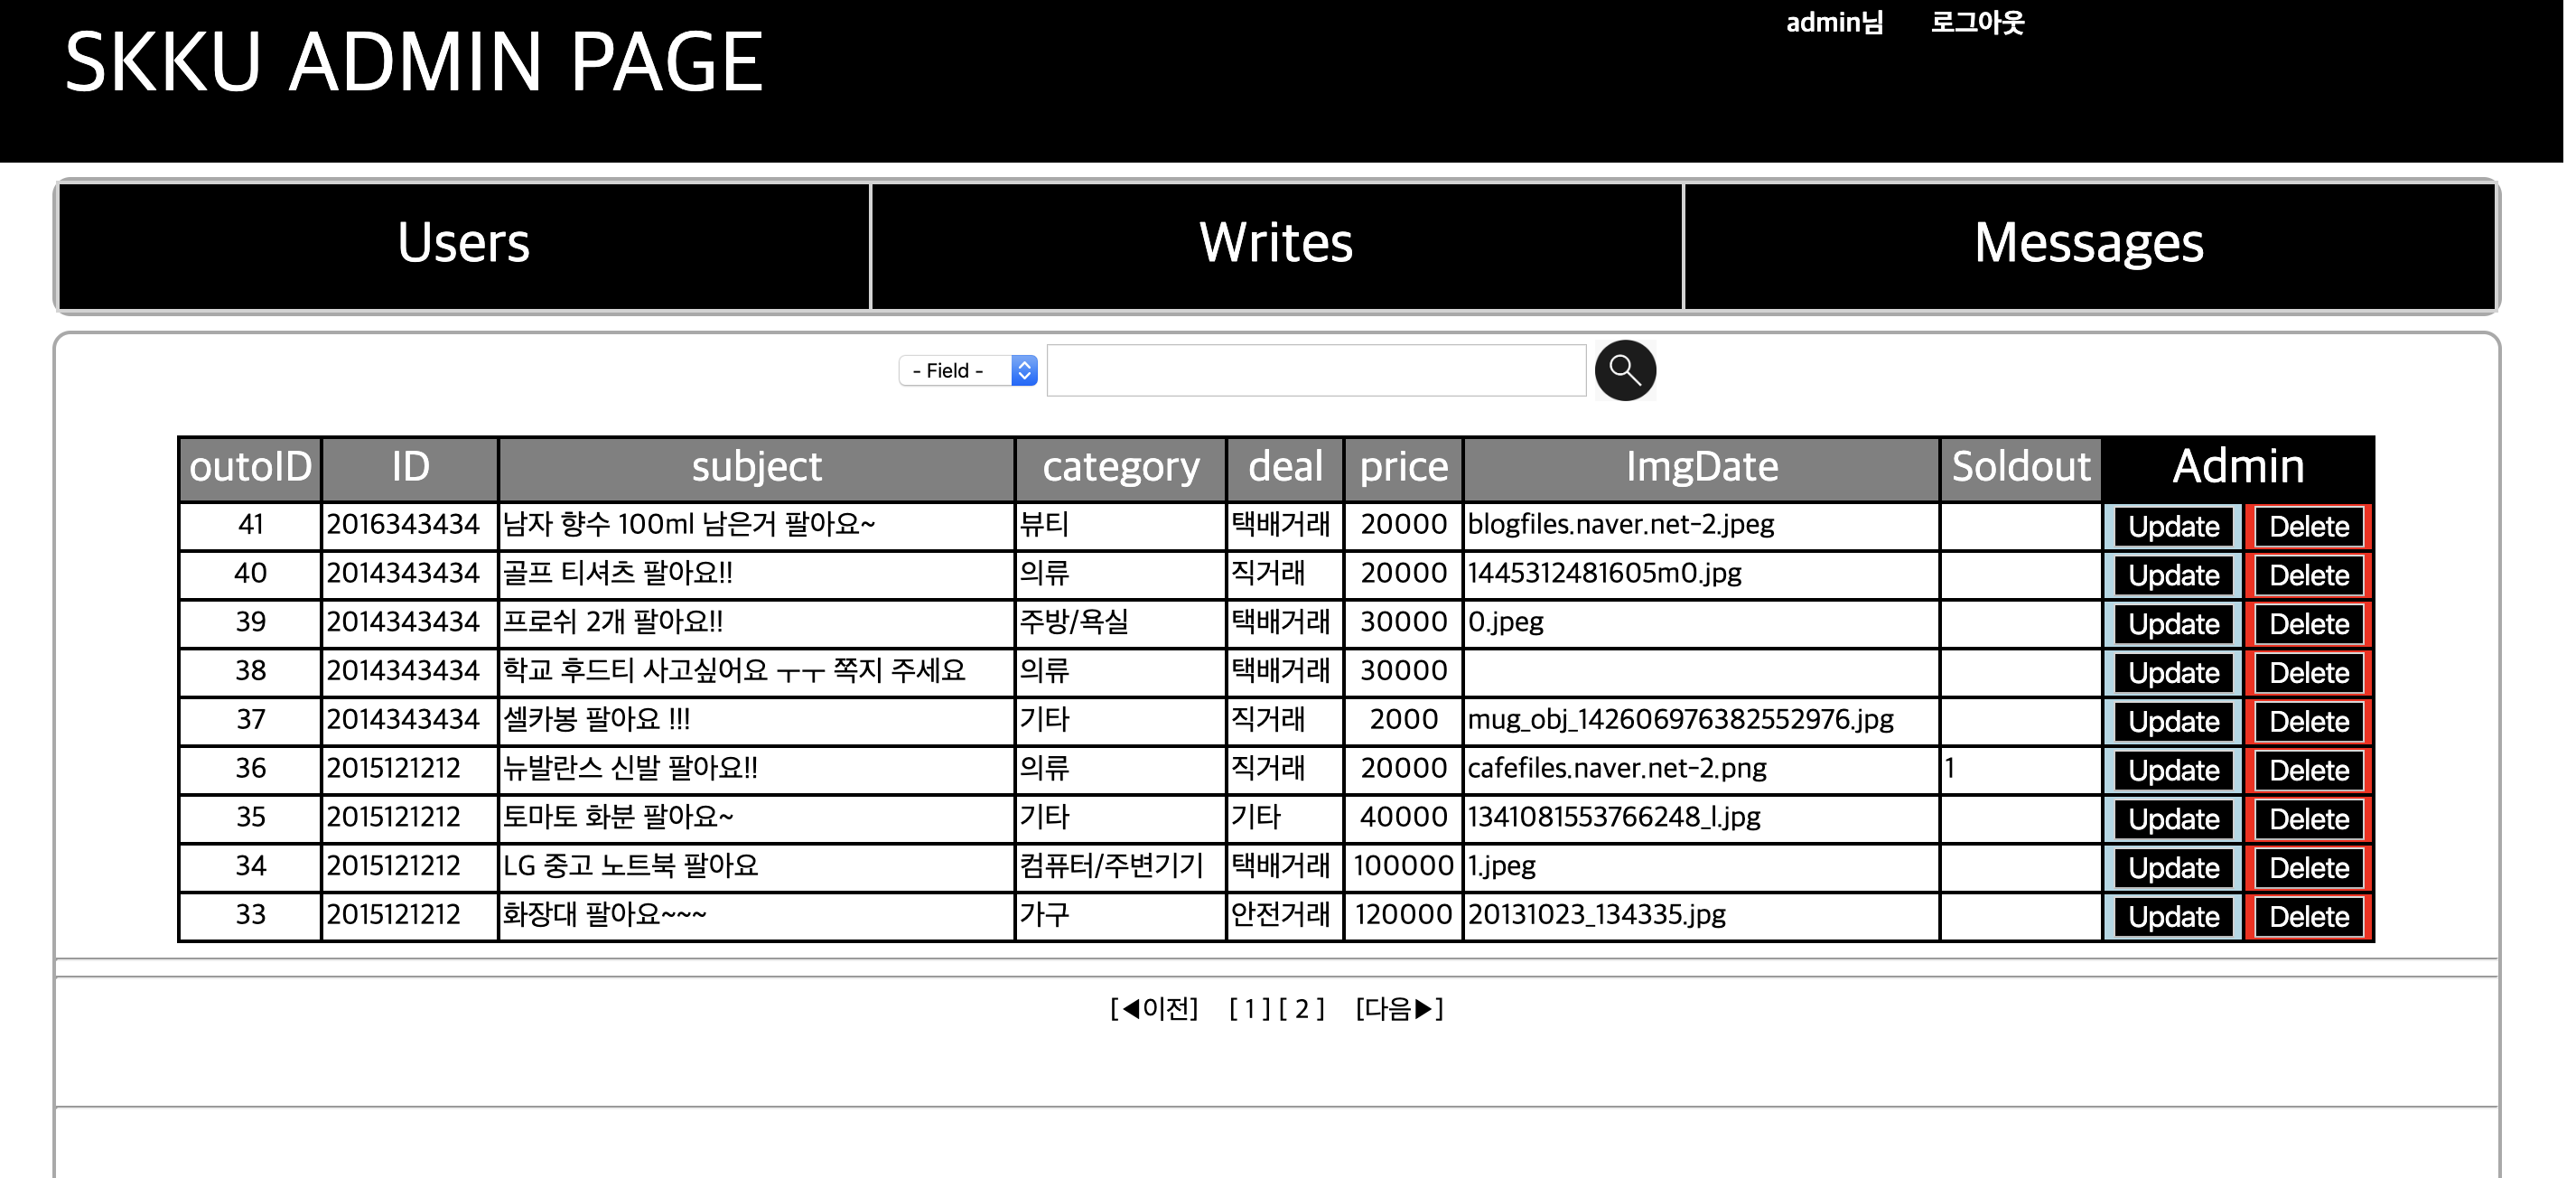 admin님 로그아웃
SKKU ADMIN PAGE
Users Writes Messages
- Field -
outoID ID subject category deal price ImgDate Soldout Admin
41 2016343434 남자 향수 100ml 남은거 팔아요~ 뷰티 택배거래 20000 blogfiles.naver.net-2.jpeg Update Delete
40 2014343434 골프 티셔츠 팔아요!! 의류 직거래 20000 1445312481605m0.jpg Update Delete
39 2014343434 프로쉬 2개 팔아요!! 주방/욕실 택배거래 30000 0.jpeg Update Delete
38 2014343434 학교 후드티 사고싶어요 ㅜㅜ 쪽지 주세요 의류 택배거래 30000 Update Delete
37 2014343434 셀카봉 팔아요 !!! 기타 직거래 2000 mug_obj_142606976382552976.jpg Update Delete
36 2015121212 뉴발란스 신발 팔아요!! 의류 직거래 20000 cafefiles.naver.net-2.png 1 Update Delete
35 2015121212 토마토 화분 팔아요~ 기타 기타 40000 1341081553766248_l.jpg Update Delete
34 2015121212 LG 중고 노트북 팔아요 컴퓨터/주변기기 택배거래 100000 1.jpeg Update Delete
33 2015121212 화장대 팔아요~~~ 가구 안전거래 120000 20131023_134335.jpg Update Delete
[◀이전] [ 1 ] [ 2 ] [다음▶]